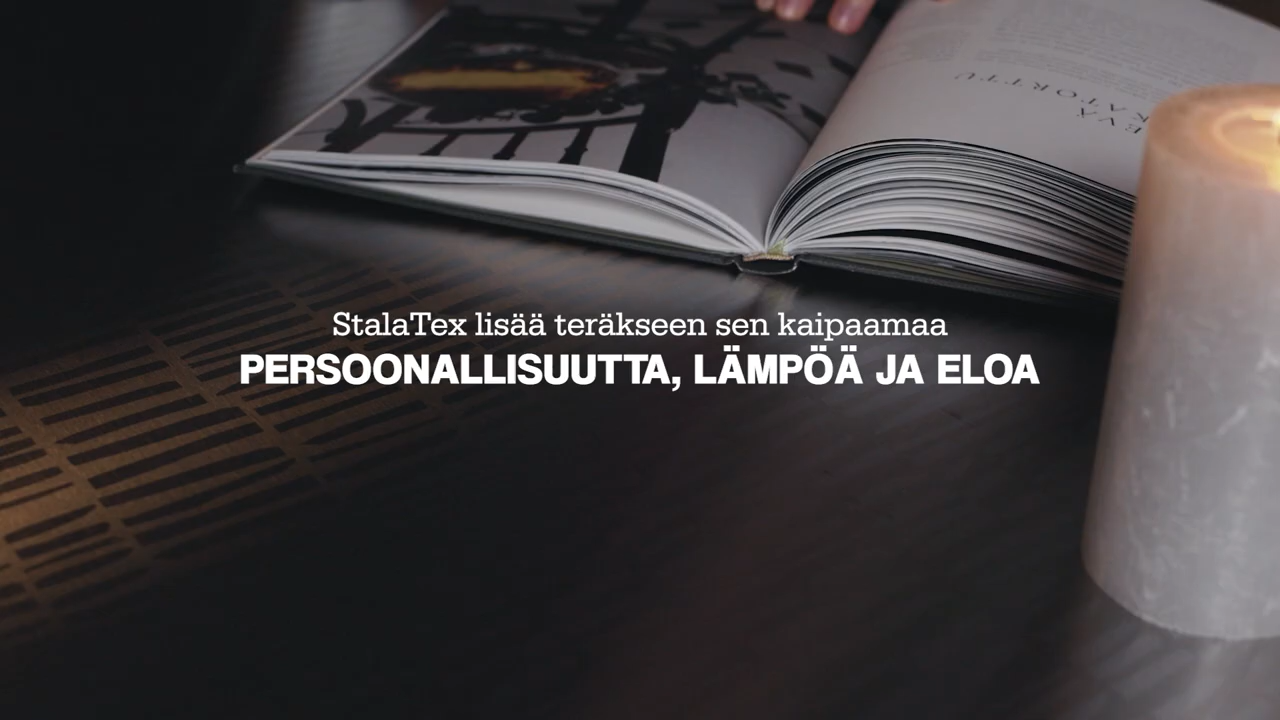 StalaTex lisää teräkseen sen kaipaamaa
PERSOONALLISUUTTA, LÄMPÖÄ JA ELOA